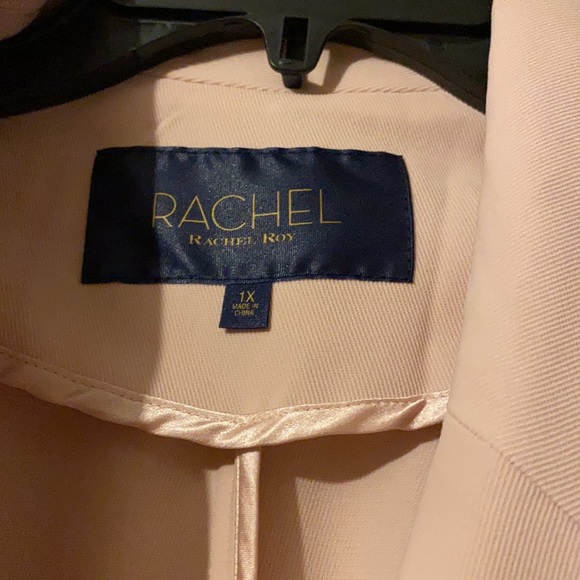 RACHEL
RACHEL ROY
1X
MADE IN
CHINA